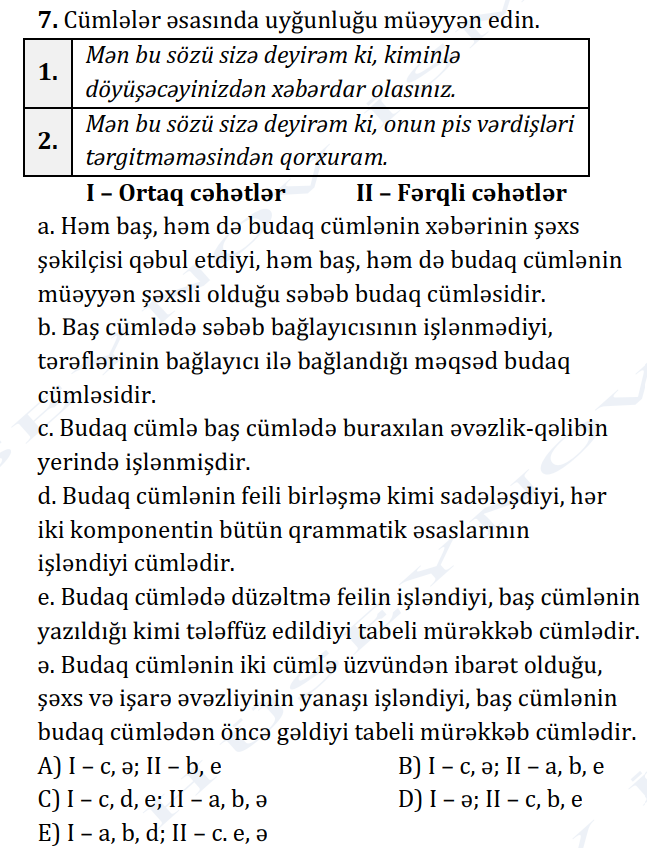 7. Cümlələr əsasında uyğunluğu müəyyən edin.
1. Mən bu sözü sizə deyirəm ki, kiminlə
döyüşəcəyinizdən xəbərdar olasınız.
2. Mən bu sözü sizə deyirəm ki, onun pis vərdişləri
tərgitməməsindən qorxuram.
I – Ortaq cəhətlər II – Fərqli cəhətlər
a. Həm baş, həm də budaq cümlənin xəbərinin şəxs
şəkilçisi qəbul etdiyi, həm baş, həm də budaq cümlənin
müəyyən şəxsli olduğu səbəb budaq cümləsidir.
b. Baş cümlədə səbəb bağlayıcısının işlənmədiyi,
tərəflərinin bağlayıcı ilə bağlandığı məqsəd budaq
cümləsidir.
c. Budaq cümlə baş cümlədə buraxılan əvəzlik-qəlibin
yerində işlənmişdir.
d. Budaq cümlənin feili birləşmə kimi sadələşdiyi, hər
iki komponentin bütün qrammatik əsaslarının
işləndiyi cümlədir.
e. Budaq cümlədə düzəltmə feilin işləndiyi, baş cümlənin
yazıldığı kimi tələffüz edildiyi tabeli mürəkkəb cümlədir.
ə. Budaq cümlənin iki cümlə üzvündən ibarət olduğu,
şəxs və işarə əvəzliyinin yanaşı işləndiyi, baş cümlənin
budaq cümlədən öncə gəldiyi tabeli mürəkkəb cümlədir.
A) I – c, ə; II – b, e B) I – c, ə; II – a, b, e
C) I – c, d, e; II – a, b, ə D) I – ə; II – c, b, e
E) I – a, b, d; II – c. e, ə